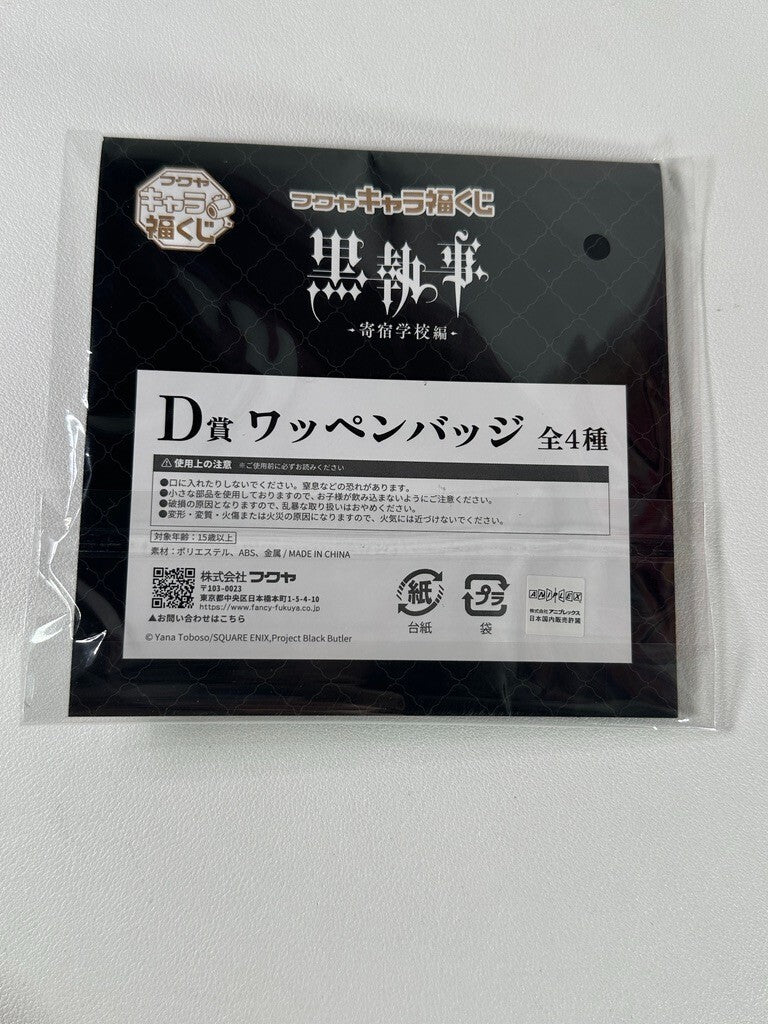 フクヤ
キャラ
福くじ
フクヤキャラ福くじ
黒執事
-寄宿学校編-
D賞 ワッペンバッジ 全4種
⚠使用上の注意 ※ご使用前に必ずお読みください
●口に入れたりしないでください。窒息などの恐れがあります。
●小さな部品を使用しておりますので、お子様が飲み込まないようにご注意ください。
●破損の原因となりますので、乱暴な取り扱いはおやめください。
●変形・変質・火傷または火災の原因になりますので、火気には近づけないでください。
対象年齢：15歳以上
素材：ポリエステル、ABS、金属 / MADE IN CHINA
株式会社フクヤ
〒103-0023
東京都中央区日本橋本町1-5-4-10
https://www.fancy-fukuya.co.jp
▲お問い合わせはこちら
紙
台紙
プラ
袋
ANIPLEX
株式会社アニプレックス
日本国内販売許諾
© Yana Toboso/SQUARE ENIX,Project Black Butler